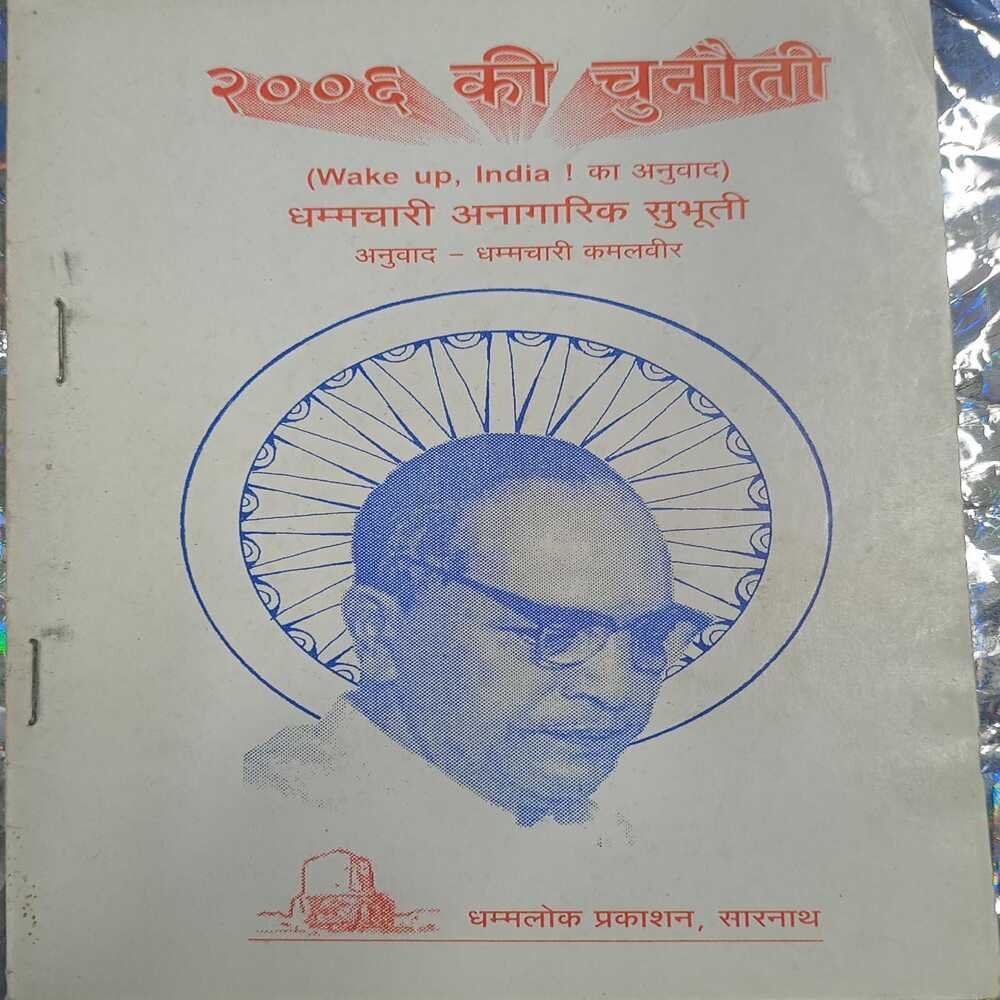 २००६ की चुनौती
(Wake up, India ! का अनुवाद)
धम्मचारी अनागारिक सुभूती
अनुवाद – धम्मचारी कमलवीर
धम्मलोक प्रकाशन, सारनाथ